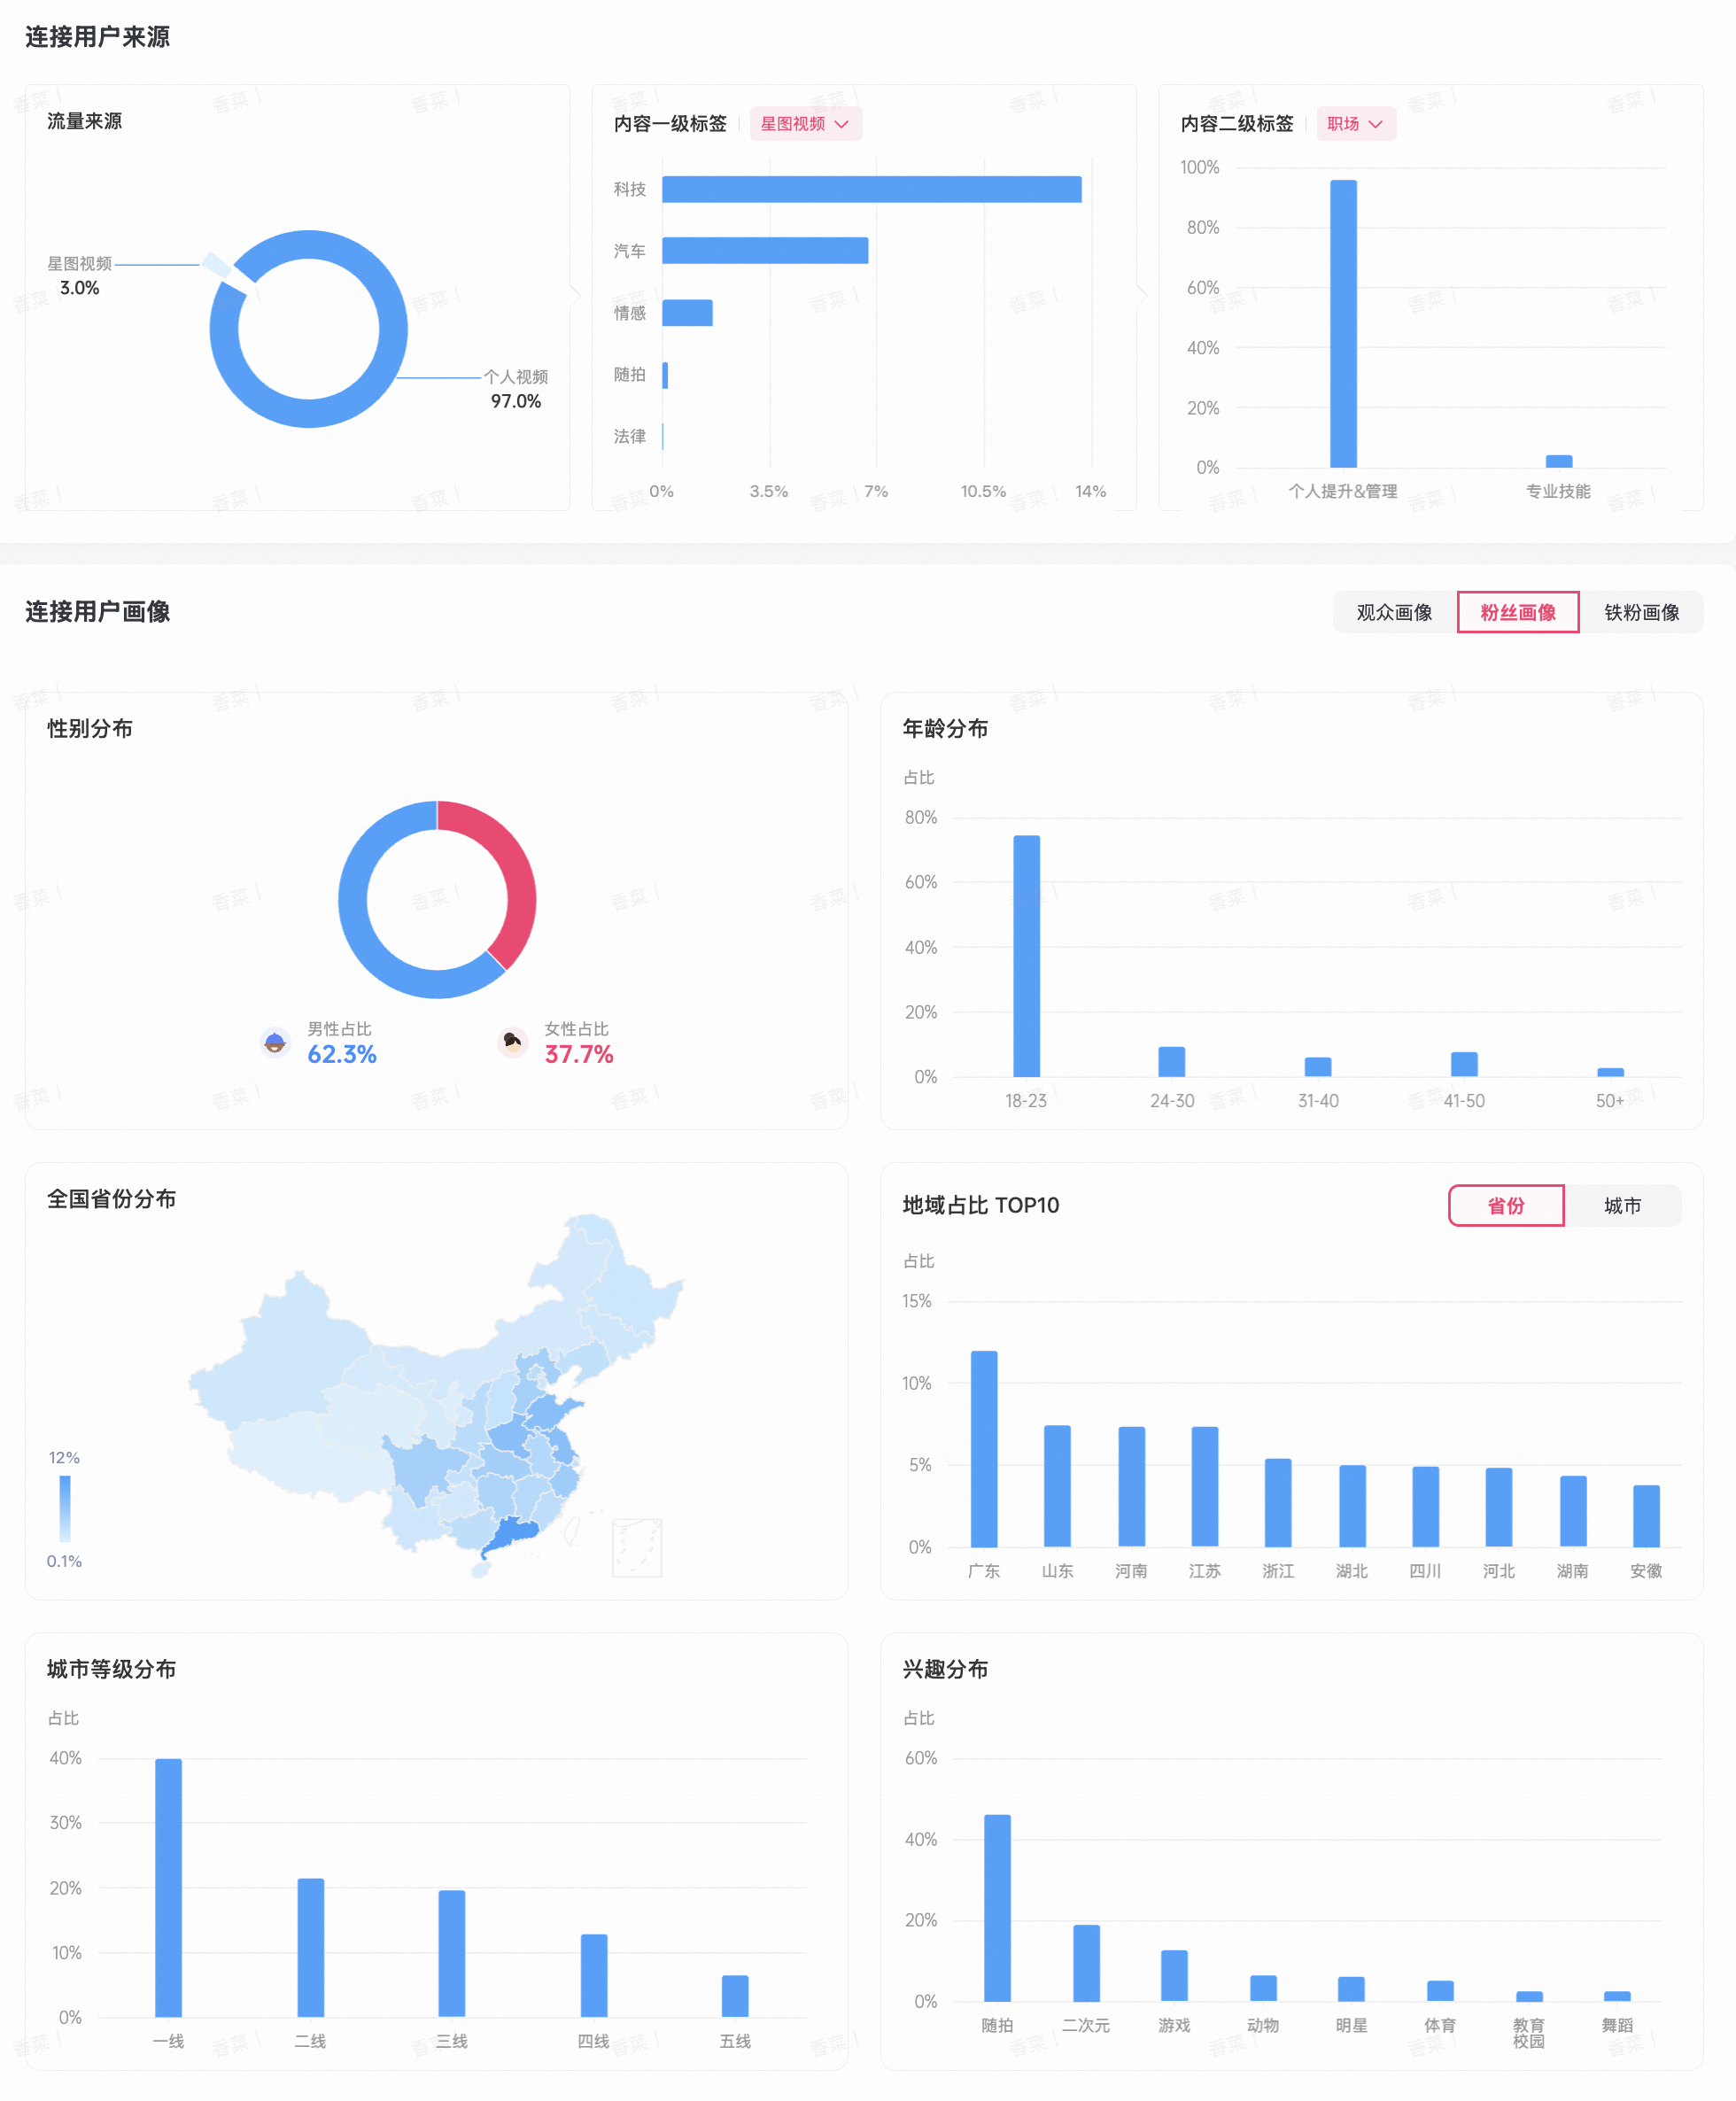 连接用户来源
流量来源
星图视频
3.0%
个人视频
97.0%
内容一级标签
星图视频
科技
汽车
情感
随拍
法律
0% 3.5% 7% 10.5% 14%
内容二级标签
职场
100%
80%
60%
40%
20%
0%
个人提升&管理 专业技能
连接用户画像
观众画像 粉丝画像 铁粉画像
性别分布
男性占比
62.3%
女性占比
37.7%
年龄分布
占比
80%
60%
40%
20%
0%
18-23 24-30 31-40 41-50 50+
全国省份分布
12%
0.1%
地域占比 TOP10
省份 城市
占比
15%
10%
5%
0%
广东 山东 河南 江苏 浙江 湖北 四川 河北 湖南 安徽
城市等级分布
占比
40%
30%
20%
10%
0%
一线 二线 三线 四线 五线
兴趣分布
占比
60%
40%
20%
0%
随拍 二次元 游戏 动物 明星 体育 教育校园 舞蹈
香菜